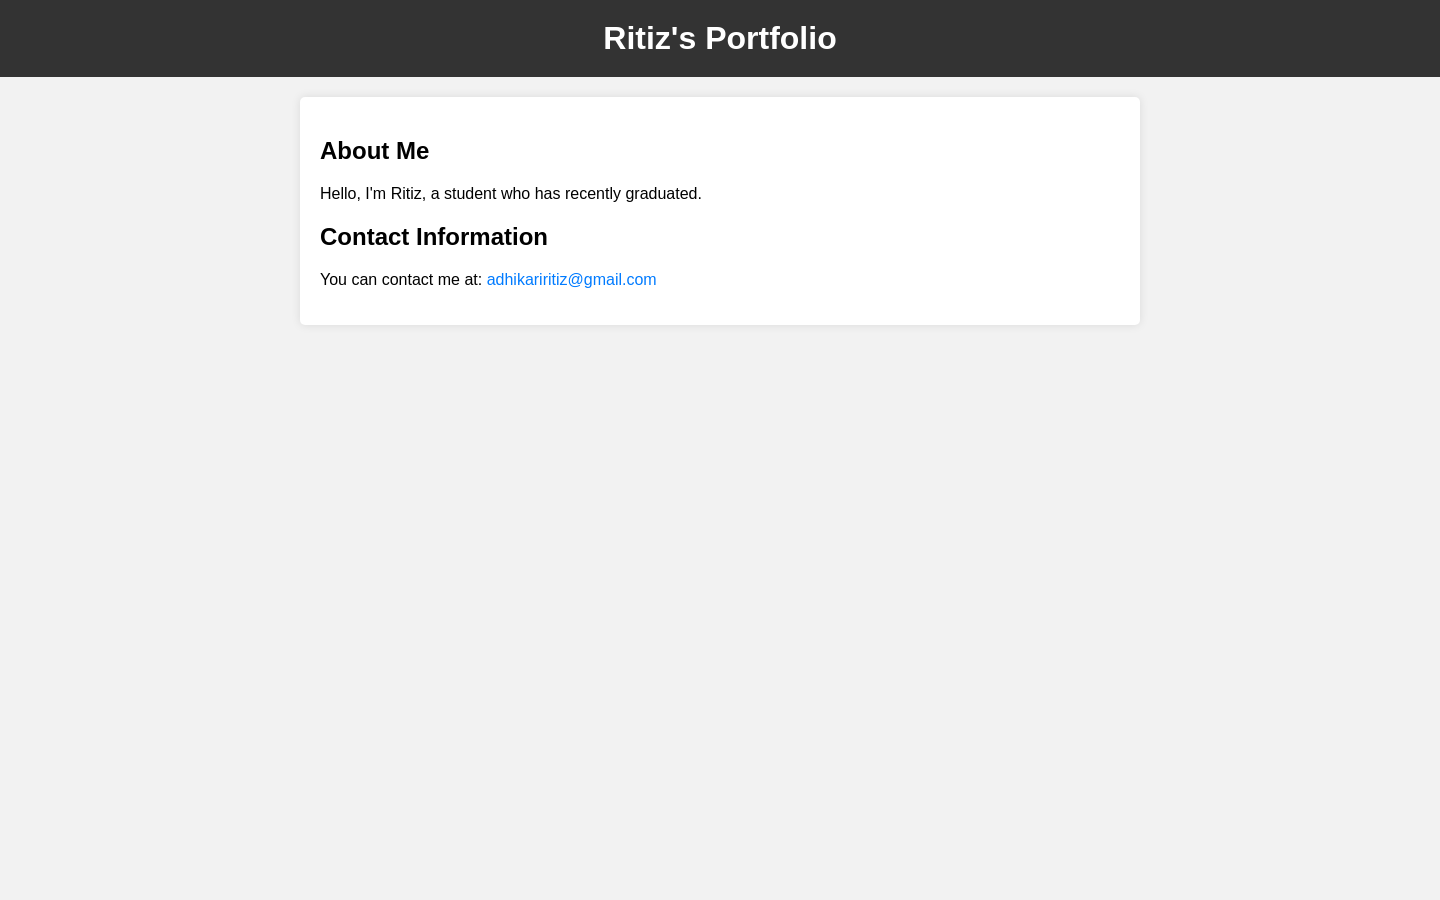 Ritiz's Portfolio
About Me
Hello, I'm Ritiz, a student who has recently graduated.
Contact Information
You can contact me at: adhikariritiz@gmail.com